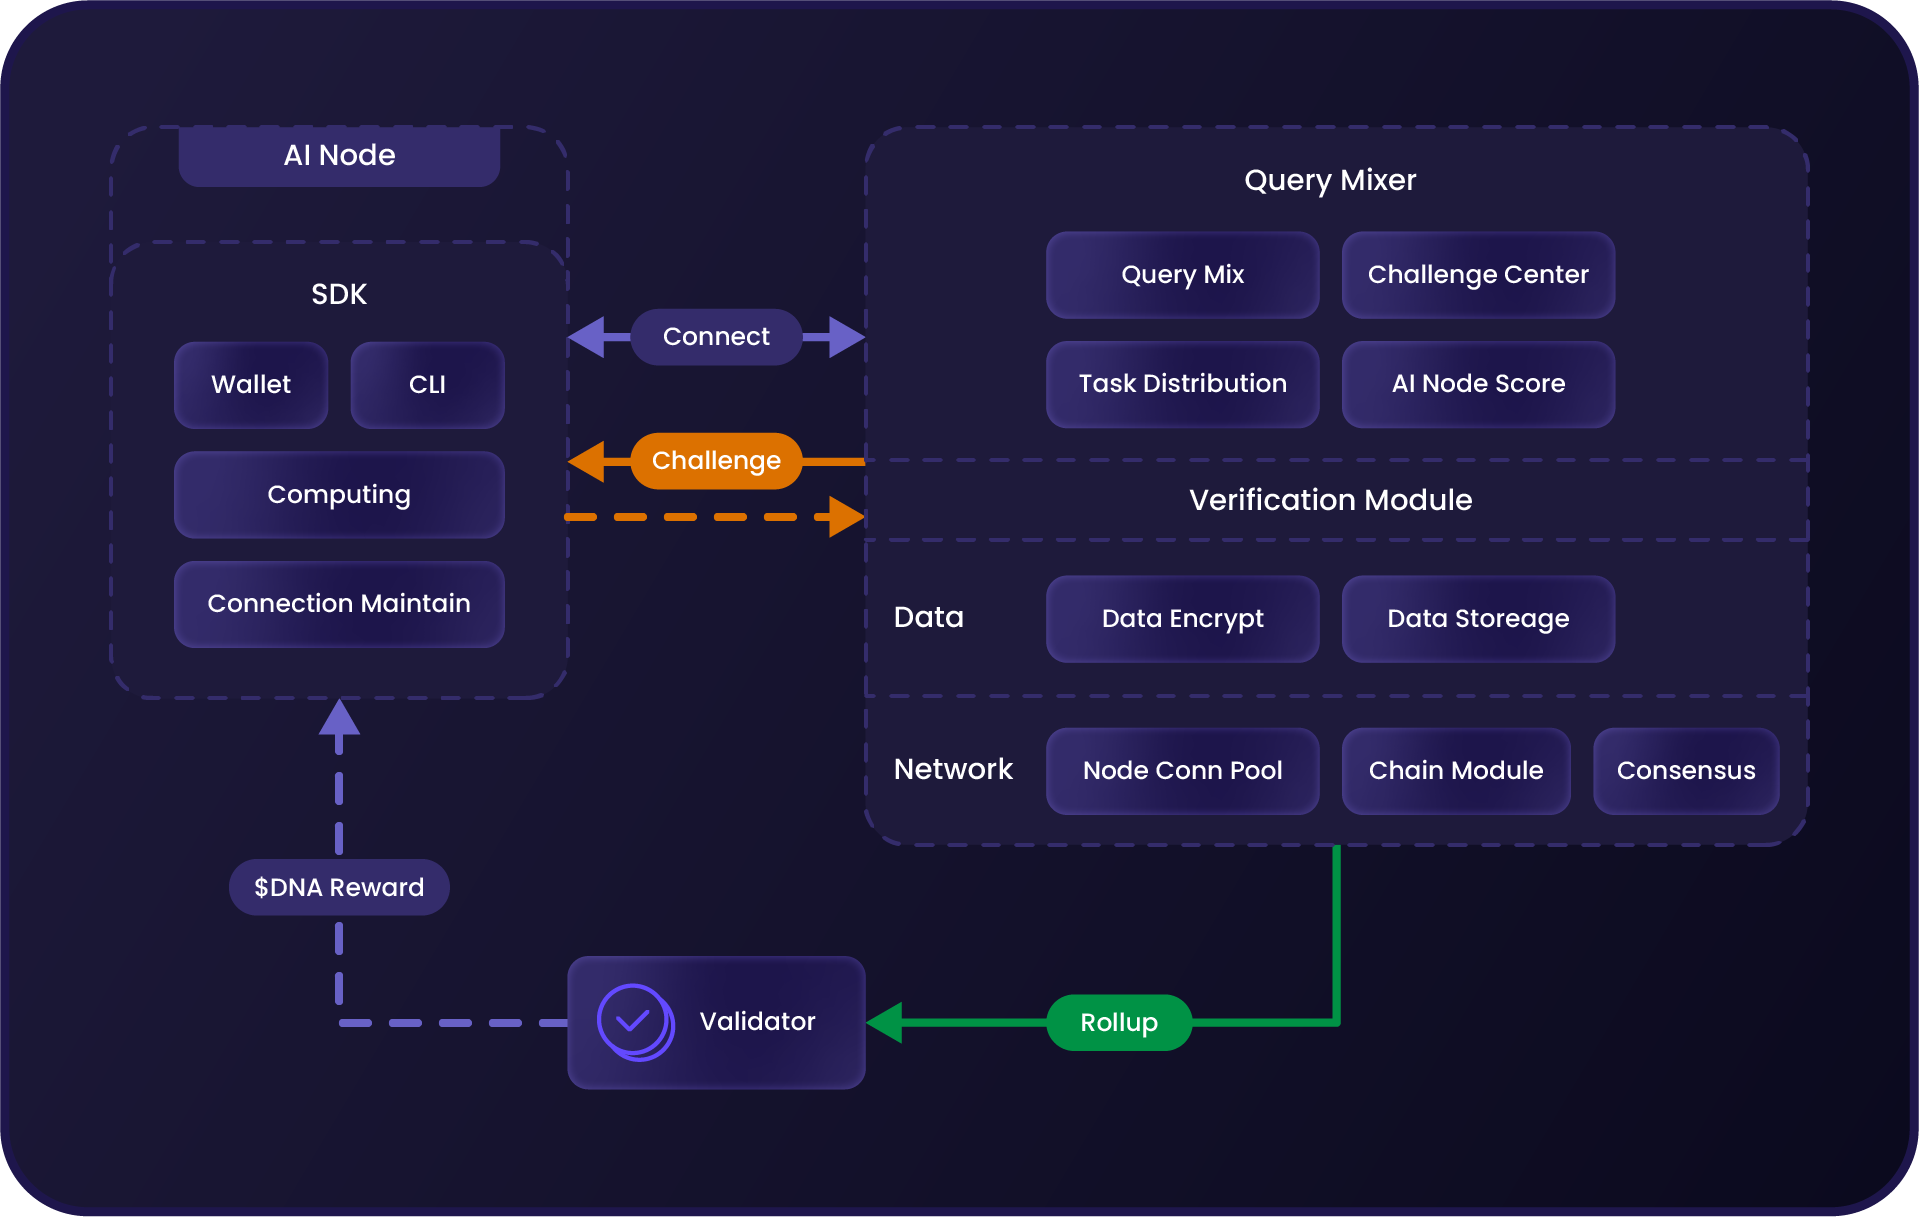 AI Node
SDK
Wallet
CLI
Computing
Connection Maintain
Connect
Challenge
Query Mixer
Query Mix
Challenge Center
Task Distribution
AI Node Score
Verification Module
Data
Data Encrypt
Data Storeage
Network
Node Conn Pool
Chain Module
Consensus
$DNA Reward
Validator
Rollup